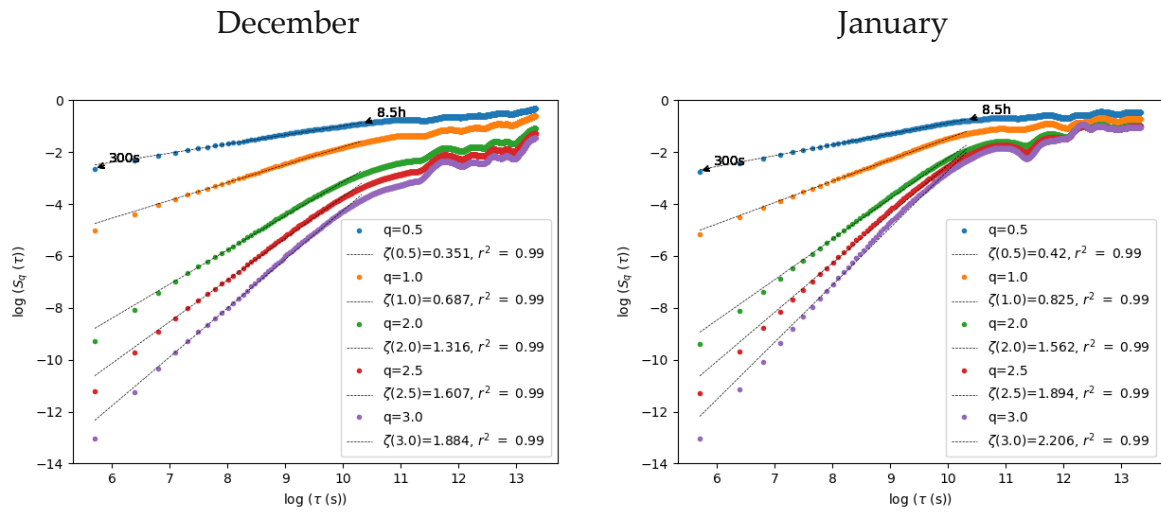 December
January
0
−2
−4
−6
−8
−10
−12
−14
log (S_q (τ))
6
7
8
9
10
11
12
13
log (τ (s))
300s
8.5h
q=0.5
ζ(0.5)=0.351, r² = 0.99
q=1.0
ζ(1.0)=0.687, r² = 0.99
q=2.0
ζ(2.0)=1.316, r² = 0.99
q=2.5
ζ(2.5)=1.607, r² = 0.99
q=3.0
ζ(3.0)=1.884, r² = 0.99
0
−2
−4
−6
−8
−10
−12
−14
log (S_q (τ))
6
7
8
9
10
11
12
13
log (τ (s))
300s
8.5h
q=0.5
ζ(0.5)=0.42, r² = 0.99
q=1.0
ζ(1.0)=0.825, r² = 0.99
q=2.0
ζ(2.0)=1.562, r² = 0.99
q=2.5
ζ(2.5)=1.894, r² = 0.99
q=3.0
ζ(3.0)=2.206, r² = 0.99